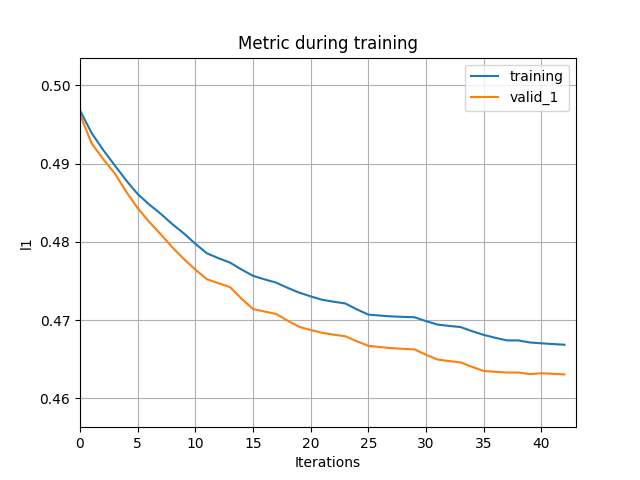 Metric during training
training
valid_1
0.50
0.49
0.48
0.47
0.46
l1
0 5 10 15 20 25 30 35 40
Iterations